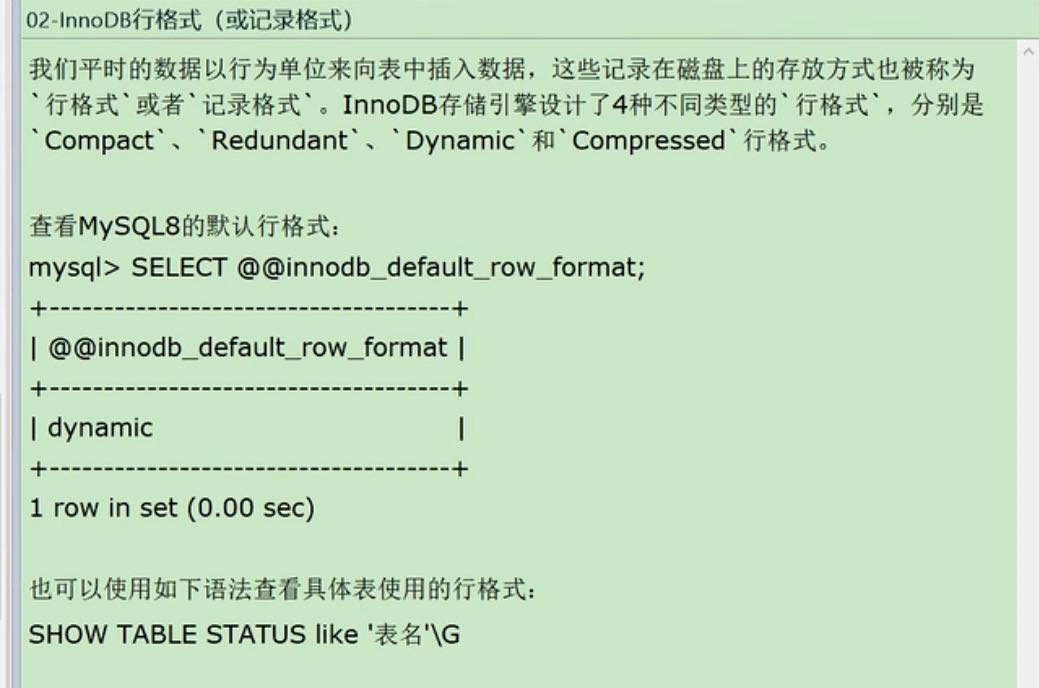 02-InnoDB行格式（或记录格式）
我们平时的数据以行为单位来向表中插入数据，这些记录在磁盘上的存放方式也被称为
`行格式`或者`记录格式`。InnoDB存储引擎设计了4种不同类型的`行格式`，分别是
`Compact`、`Redundant`、`Dynamic`和`Compressed`行格式。
查看MySQL8的默认行格式：
mysql> SELECT @@innodb_default_row_format;
+-------------------------------------+
| @@innodb_default_row_format |
+-------------------------------------+
| dynamic                                     |
+-------------------------------------+
1 row in set (0.00 sec)
也可以使用如下语法查看具体表使用的行格式：
SHOW TABLE STATUS like '表名'\G